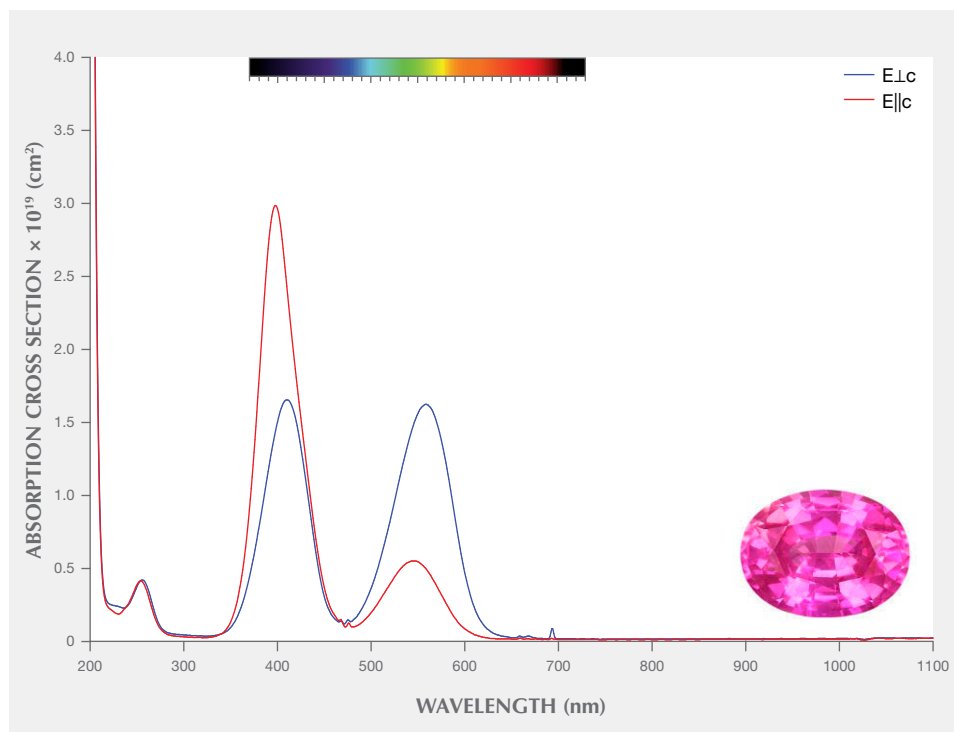 4.0
3.5
3.0
2.5
2.0
1.5
1.0
0.5
0
ABSORPTION CROSS SECTION × 10¹⁹ (cm²)
E⊥c
E||c
200 300 400 500 600 700 800 900 1000 1100
WAVELENGTH (nm)